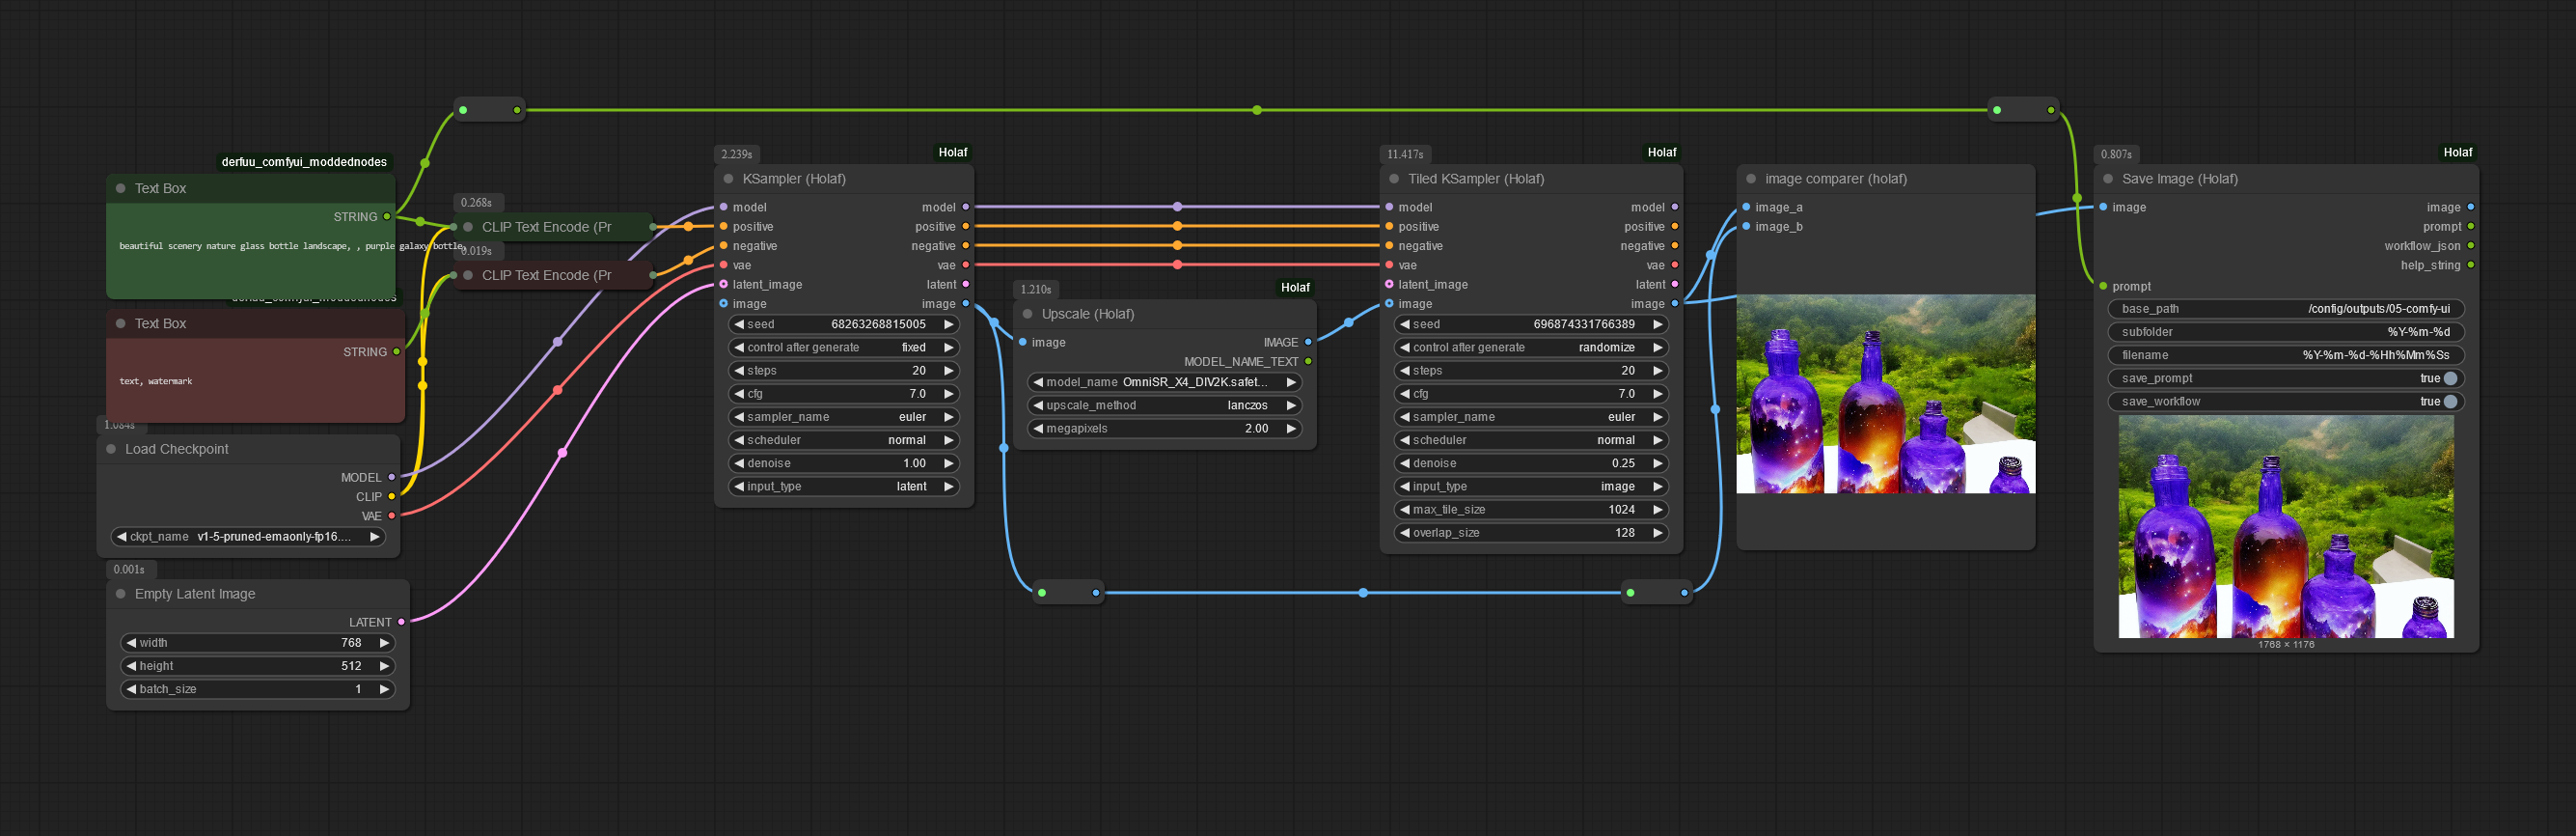 derfuu_comfyui_moddednodes
Text Box
STRING
beautiful scenery nature glass bottle landscape, , purple galaxy bottle,
derfuu_comfyui_moddednodes
Text Box
STRING
text, watermark
1.084s
Load Checkpoint
MODEL
CLIP
VAE
ckpt_name v1-5-pruned-emaonly-fp16....
0.001s
Empty Latent Image
LATENT
width 768
height 512
batch_size 1
0.268s
CLIP Text Encode (Pr
0.019s
CLIP Text Encode (Pr
2.239s Holaf
KSampler (Holaf)
model model
positive positive
negative negative
vae vae
latent_image latent
image image
seed 68263268815005
control after generate fixed
steps 20
cfg 7.0
sampler_name euler
scheduler normal
denoise 1.00
input_type latent
1.210s Holaf
Upscale (Holaf)
image IMAGE
MODEL_NAME_TEXT
model_name OmniSR_X4_DIV2K.safet...
upscale_method lanczos
megapixels 2.00
11.417s Holaf
Tiled KSampler (Holaf)
model model
positive positive
negative negative
vae vae
latent_image latent
image image
seed 696874331766389
control after generate randomize
steps 20
cfg 7.0
sampler_name euler
scheduler normal
denoise 0.25
input_type image
max_tile_size 1024
overlap_size 128
image comparer (holaf)
image_a
image_b
0.807s Holaf
Save Image (Holaf)
image image
prompt
workflow_json
help_string
prompt
base_path /config/outputs/05-comfy-ui
subfolder %Y-%m-%d
filename %Y-%m-%d-%Hh%Mm%Ss
save_prompt true
save_workflow true
1768 × 1176